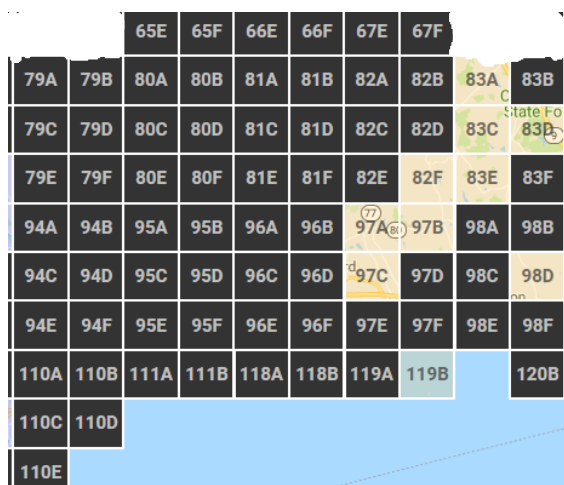 65E 65F 66E 66F 67E 67F
79A 79B 80A 80B 81A 81B 82A 82B 83A 83B
C
State Fo
79C 79D 80C 80D 81C 81D 82C 82D 83C 83D
9
79E 79F 80E 80F 81E 81F 82E 82F 83E 83F
77
94A 94B 95A 95B 96A 96B 97A 80 97B 98A 98B
rd
94C 94D 95C 95D 96C 96D 97C 97D 98C 98D
on
94E 94F 95E 95F 96E 96F 97E 97F 98E 98F
110A 110B 111A 111B 118A 118B 119A 119B 120B
110C 110D
110E